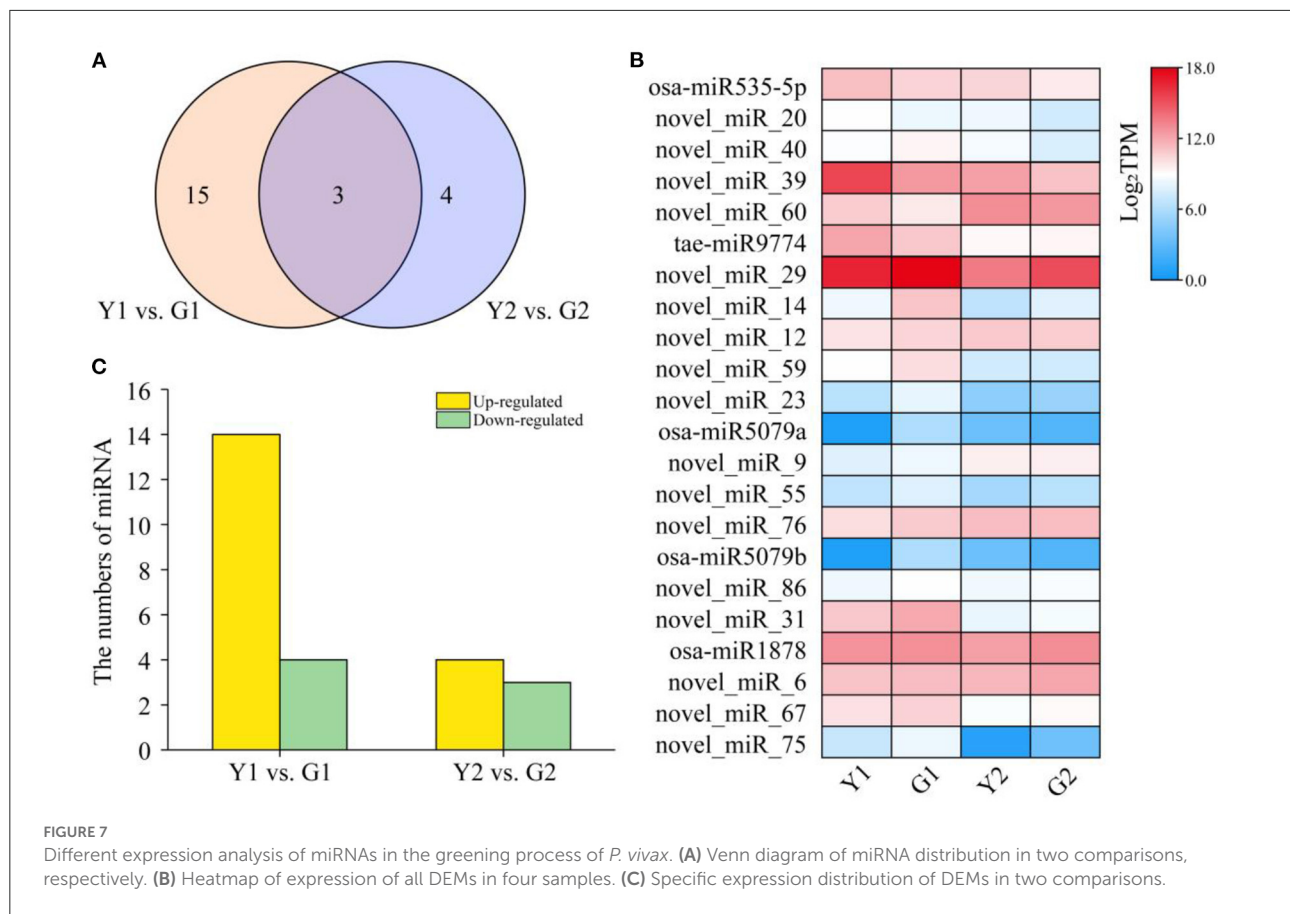 A
15
3
4
Y1 vs. G1
Y2 vs. G2
B
osa-miR535-5p
novel_miR_20
novel_miR_40
novel_miR_39
novel_miR_60
tae-miR9774
novel_miR_29
novel_miR_14
novel_miR_12
novel_miR_59
novel_miR_23
osa-miR5079a
novel_miR_9
novel_miR_55
novel_miR_76
osa-miR5079b
novel_miR_86
novel_miR_31
osa-miR1878
novel_miR_6
novel_miR_67
novel_miR_75
Y1
G1
Y2
G2
18.0
12.0
6.0
0.0
Log₂TPM
C
The numbers of miRNA
16
14
12
10
8
6
4
2
0
Up-regulated
Down-regulated
Y1 vs. G1
Y2 vs. G2
FIGURE 7
Different expression analysis of miRNAs in the greening process of P. vivax. (A) Venn diagram of miRNA distribution in two comparisons,
respectively. (B) Heatmap of expression of all DEMs in four samples. (C) Specific expression distribution of DEMs in two comparisons.